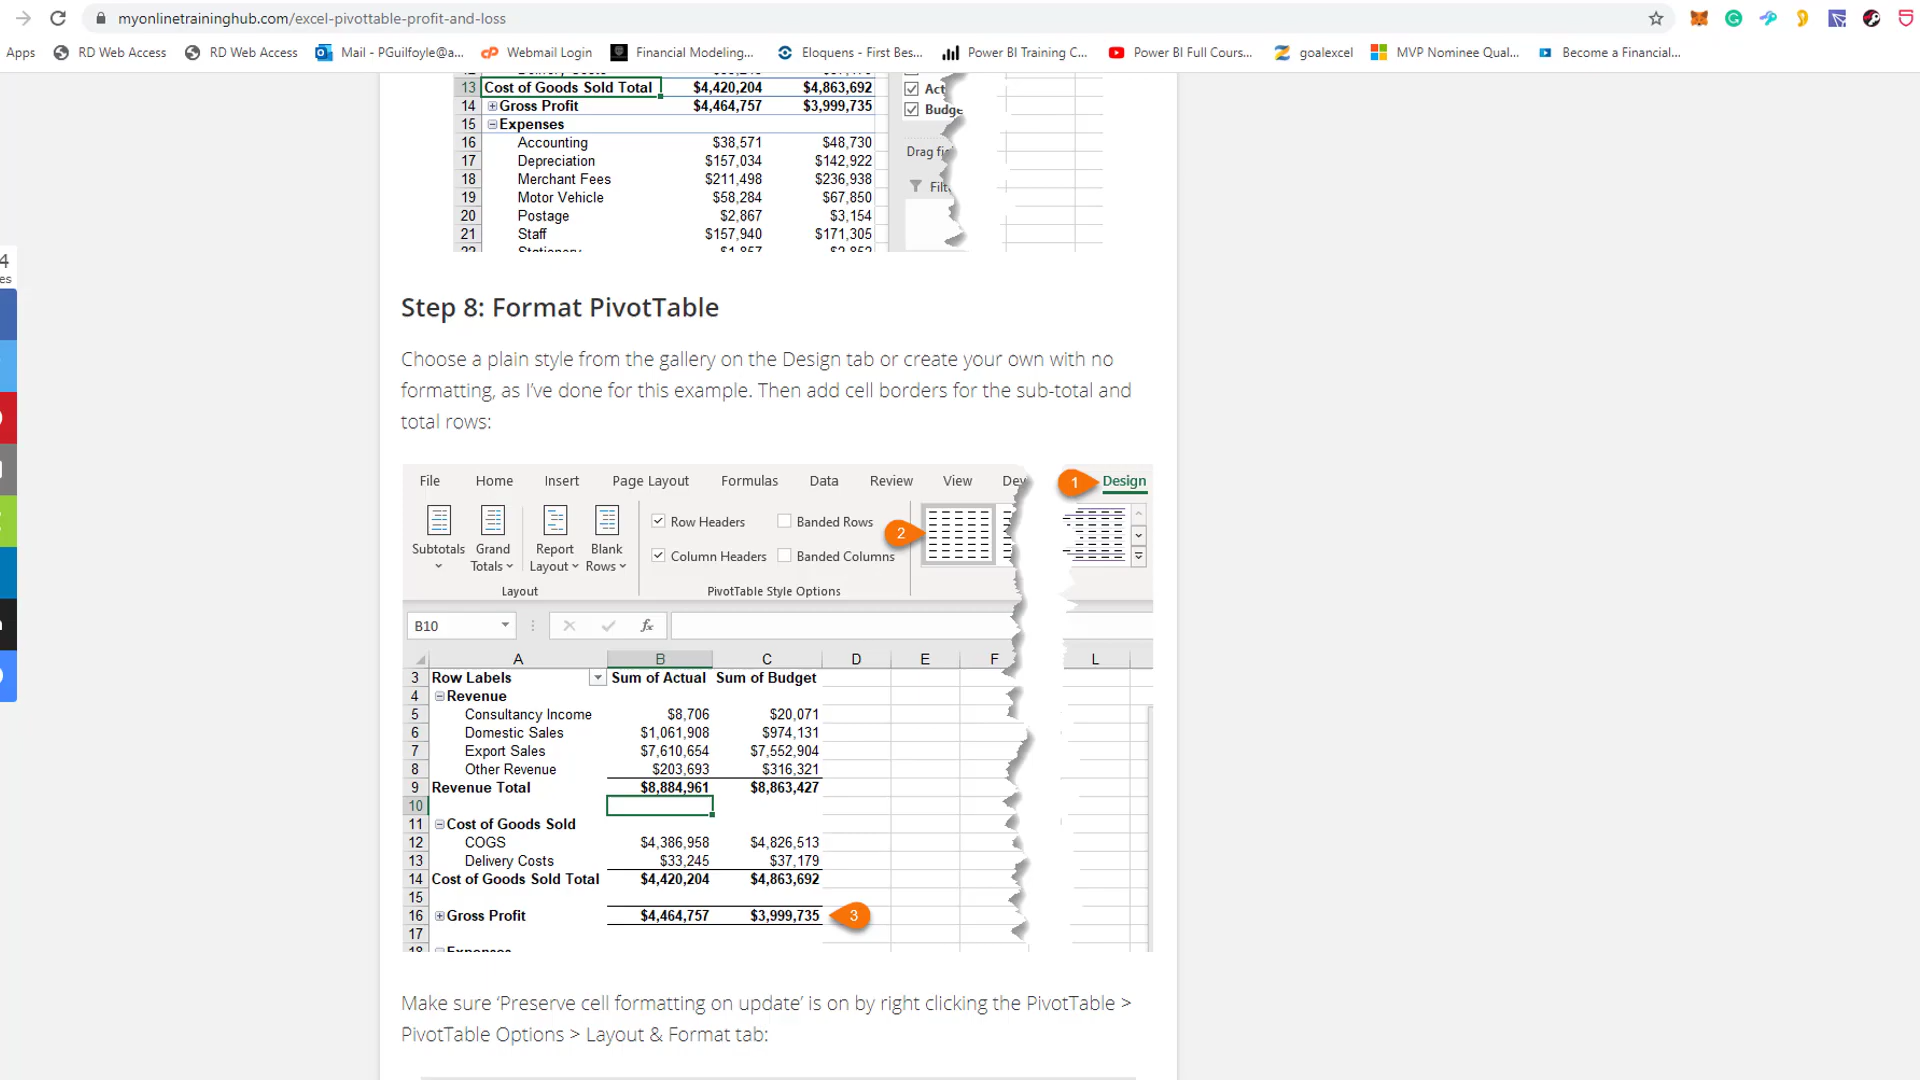 myonlinetraininghub.com/excel-pivottable-profit-and-loss
Apps RD Web Access RD Web Access Mail - PGuilfoyle@a... Webmail Login Financial Modeling... Eloquens - First Bes... Power BI Training C... Power BI Full Cours... goalexcel MVP Nominee Qual... Become a Financial...
13 Cost of Goods Sold Total $4,420,204 $4,863,692
14 Gross Profit $4,464,757 $3,999,735
15 Expenses
16 Accounting $38,571 $48,730
17 Depreciation $157,034 $142,922
18 Merchant Fees $211,498 $236,938
19 Motor Vehicle $58,284 $67,850
20 Postage $2,867 $3,154
21 Staff $157,940 $171,305
22 Stationery $1,857 $2,852
Act
Budge
Drag fie
Filt
4
es
Step 8: Format PivotTable
Choose a plain style from the gallery on the Design tab or create your own with no
formatting, as I've done for this example. Then add cell borders for the sub-total and
total rows:
File Home Insert Page Layout Formulas Data Review View Dev 1 Design
Subtotals Grand Totals Report Layout Blank Rows
Row Headers Banded Rows
Column Headers Banded Columns
2
Layout PivotTable Style Options
B10 fx
A B C D E F L
3 Row Labels Sum of Actual Sum of Budget
4 Revenue
5 Consultancy Income $8,706 $20,071
6 Domestic Sales $1,061,908 $974,131
7 Export Sales $7,610,654 $7,552,904
8 Other Revenue $203,693 $316,321
9 Revenue Total $8,884,961 $8,863,427
10
11 Cost of Goods Sold
12 COGS $4,386,958 $4,826,513
13 Delivery Costs $33,245 $37,179
14 Cost of Goods Sold Total $4,420,204 $4,863,692
15
16 Gross Profit $4,464,757 $3,999,735 3
17
18 Expenses
Make sure ‘Preserve cell formatting on update’ is on by right clicking the PivotTable >
PivotTable Options > Layout & Format tab: